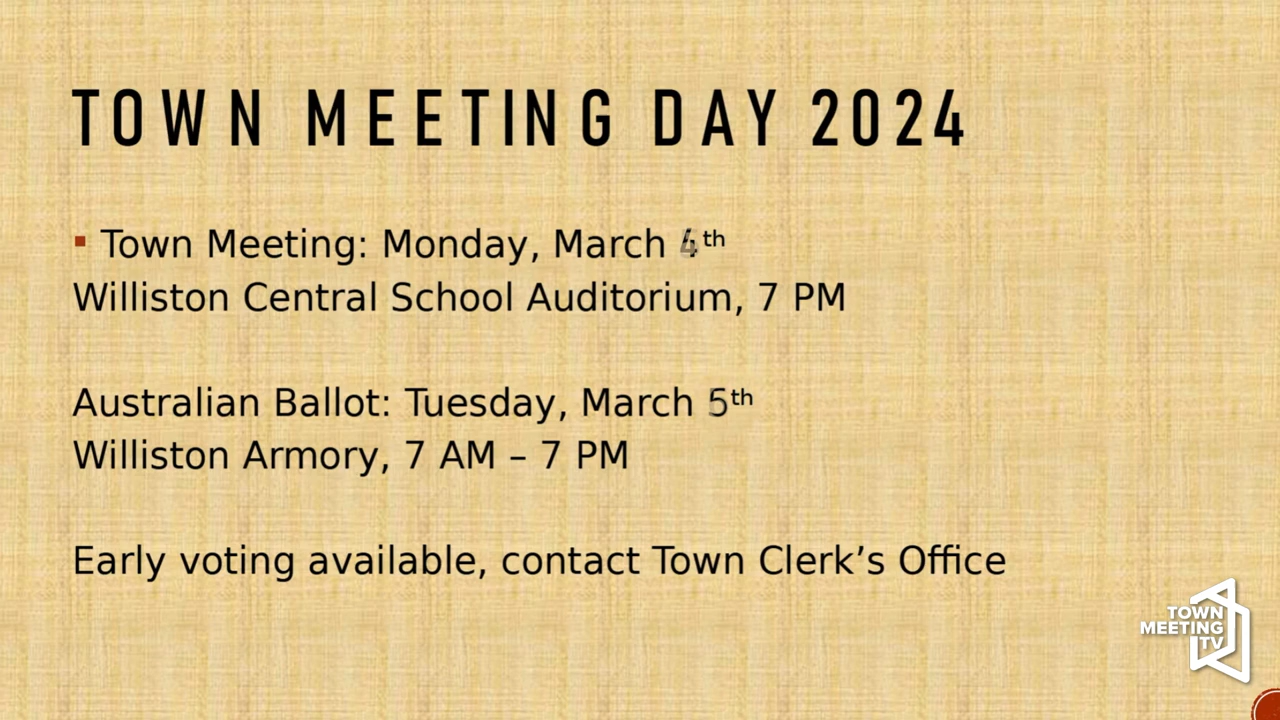 TOWN MEETING DAY 2024
▪ Town Meeting: Monday, March 4th
Williston Central School Auditorium, 7 PM
Australian Ballot: Tuesday, March 5th
Williston Armory, 7 AM – 7 PM
Early voting available, contact Town Clerk’s Office
TOWN
MEETING
TV